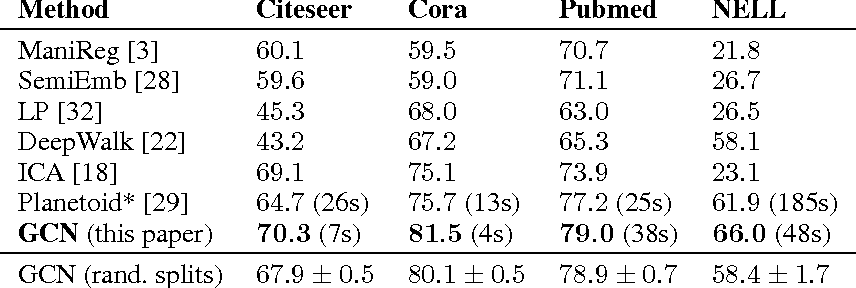 Method Citeseer Cora Pubmed NELL
ManiReg [3] 60.1 59.5 70.7 21.8
SemiEmb [28] 59.6 59.0 71.1 26.7
LP [32] 45.3 68.0 63.0 26.5
DeepWalk [22] 43.2 67.2 65.3 58.1
ICA [18] 69.1 75.1 73.9 23.1
Planetoid* [29] 64.7 (26s) 75.7 (13s) 77.2 (25s) 61.9 (185s)
GCN (this paper) 70.3 (7s) 81.5 (4s) 79.0 (38s) 66.0 (48s)
GCN (rand. splits) 67.9 ± 0.5 80.1 ± 0.5 78.9 ± 0.7 58.4 ± 1.7